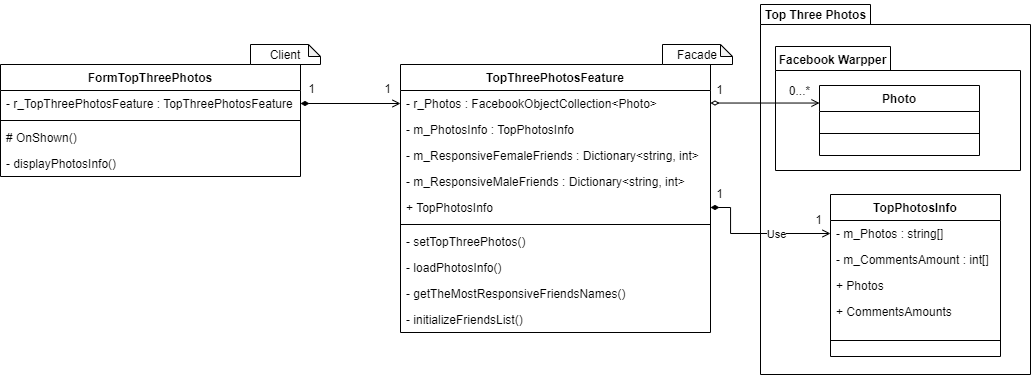 Client
FormTopThreePhotos
- r_TopThreePhotosFeature : TopThreePhotosFeature
# OnShown()
- displayPhotosInfo()
1
1
Facade
TopThreePhotosFeature
- r_Photos : FacebookObjectCollection<Photo>
- m_PhotosInfo : TopPhotosInfo
- m_ResponsiveFemaleFriends : Dictionary<string, int>
- m_ResponsiveMaleFriends : Dictionary<string, int>
+ TopPhotosInfo
- setTopThreePhotos()
- loadPhotosInfo()
- getTheMostResponsiveFriendsNames()
- initializeFriendsList()
1
0...*
1
Use
1
Top Three Photos
Facebook Warpper
Photo
TopPhotosInfo
- m_Photos : string[]
- m_CommentsAmount : int[]
+ Photos
+ CommentsAmounts